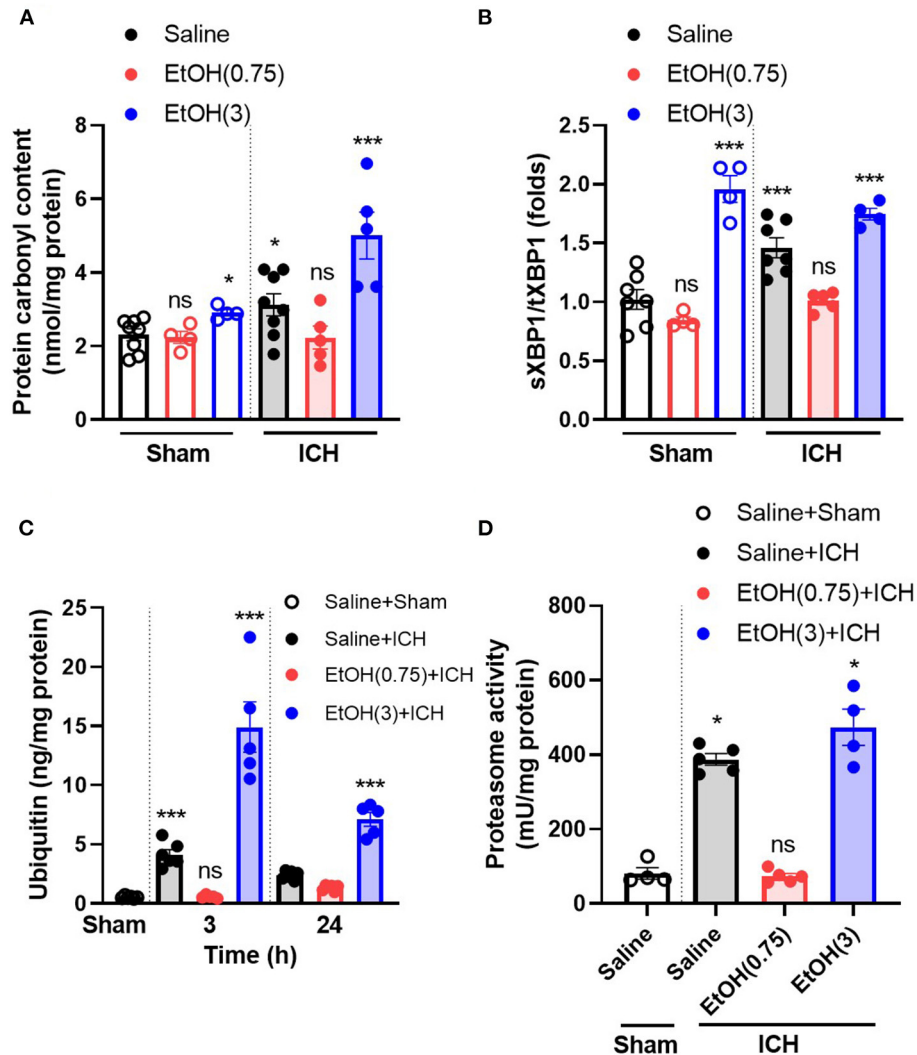 A
Saline
EtOH(0.75)
EtOH(3)
Protein carbonyl content
(nmol/mg protein)
8
6
4
2
0
ns
*
*
ns
***
Sham
ICH
B
Saline
EtOH(0.75)
EtOH(3)
sXBP1/tXBP1 (folds)
2.5
2.0
1.5
1.0
0.5
0.0
ns
***
***
ns
***
Sham
ICH
C
Saline+Sham
Saline+ICH
EtOH(0.75)+ICH
EtOH(3)+ICH
Ubiquitin (ng/mg protein)
25
20
15
10
5
0
***
ns
***
***
Sham
3
24
Time (h)
D
Saline+Sham
Saline+ICH
EtOH(0.75)+ICH
EtOH(3)+ICH
Proteasome activity
(mU/mg protein)
800
600
400
200
0
*
ns
*
Saline
Saline
EtOH(0.75)
EtOH(3)
Sham
ICH